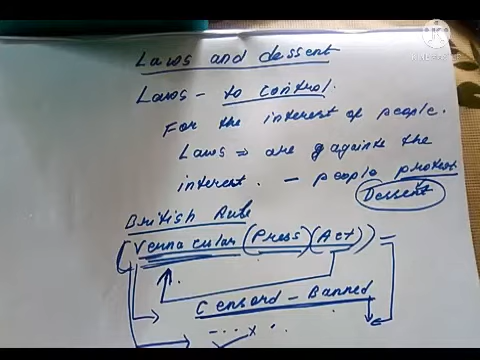 Laws and dessent
Laws - to control.
For the interest of people.
Laws ⇒ are againts the
interest. - people protest
Dessent
British Rule
(Vernacular (Press) (Act)) =
Censord - Banned